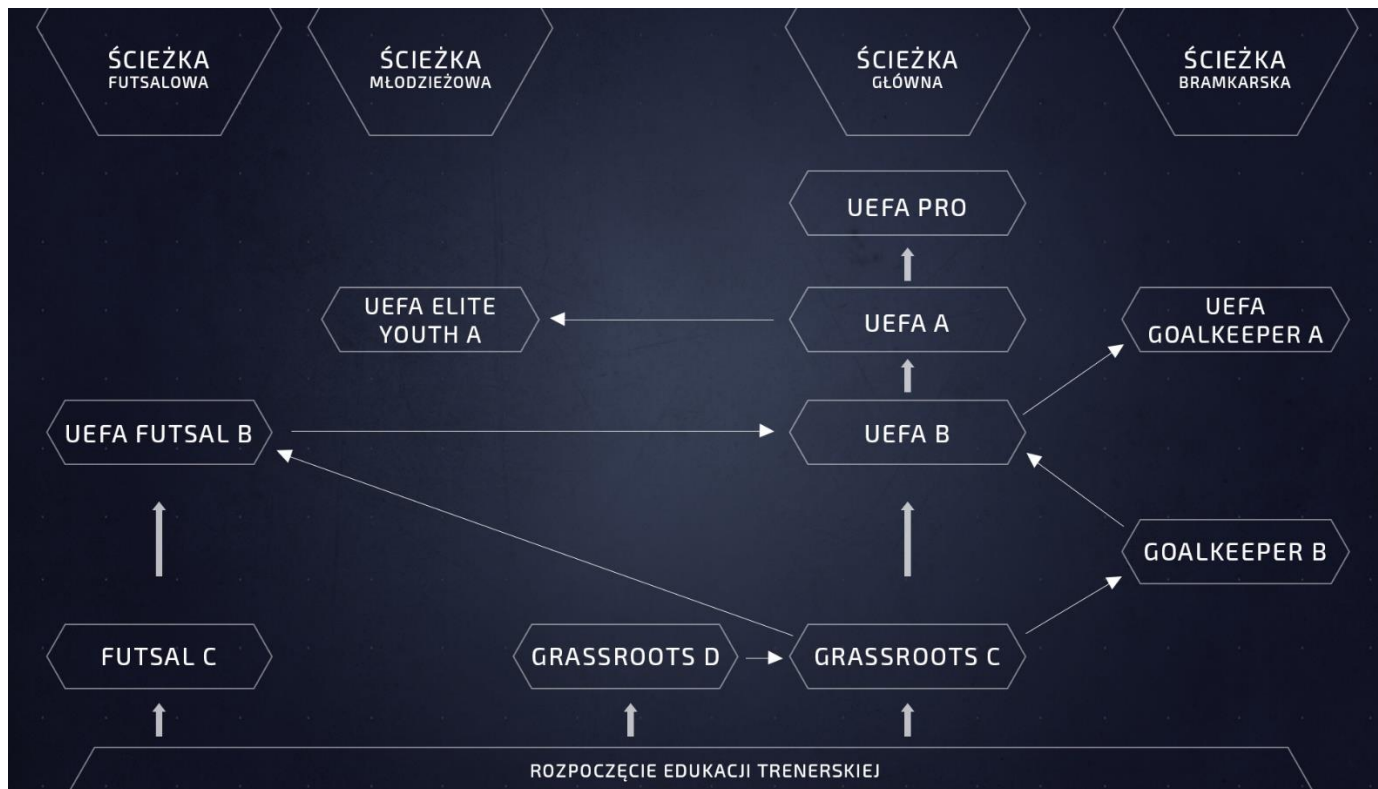 ŚCIEŻKA
FUTSALOWA
ŚCIEŻKA
MŁODZIEŻOWA
ŚCIEŻKA
GŁÓWNA
ŚCIEŻKA
BRAMKARSKA
UEFA PRO
UEFA ELITE
YOUTH A
UEFA A
UEFA
GOALKEEPER A
UEFA FUTSAL B
UEFA B
GOALKEEPER B
FUTSAL C
GRASSROOTS D
GRASSROOTS C
ROZPOCZĘCIE EDUKACJI TRENERSKIEJ